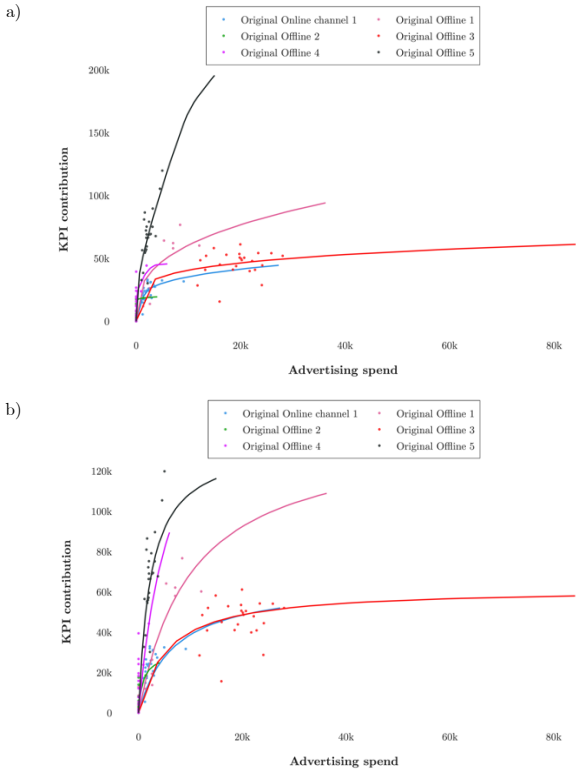 a)
Original Online channel 1 Original Offline 1
Original Offline 2 Original Offline 3
Original Offline 4 Original Offline 5
200k
150k
100k
50k
0
KPI contribution
0 20k 40k 60k 80k
Advertising spend
b)
Original Online channel 1 Original Offline 1
Original Offline 2 Original Offline 3
Original Offline 4 Original Offline 5
120k
100k
80k
60k
40k
20k
0
KPI contribution
0 20k 40k 60k 80k
Advertising spend